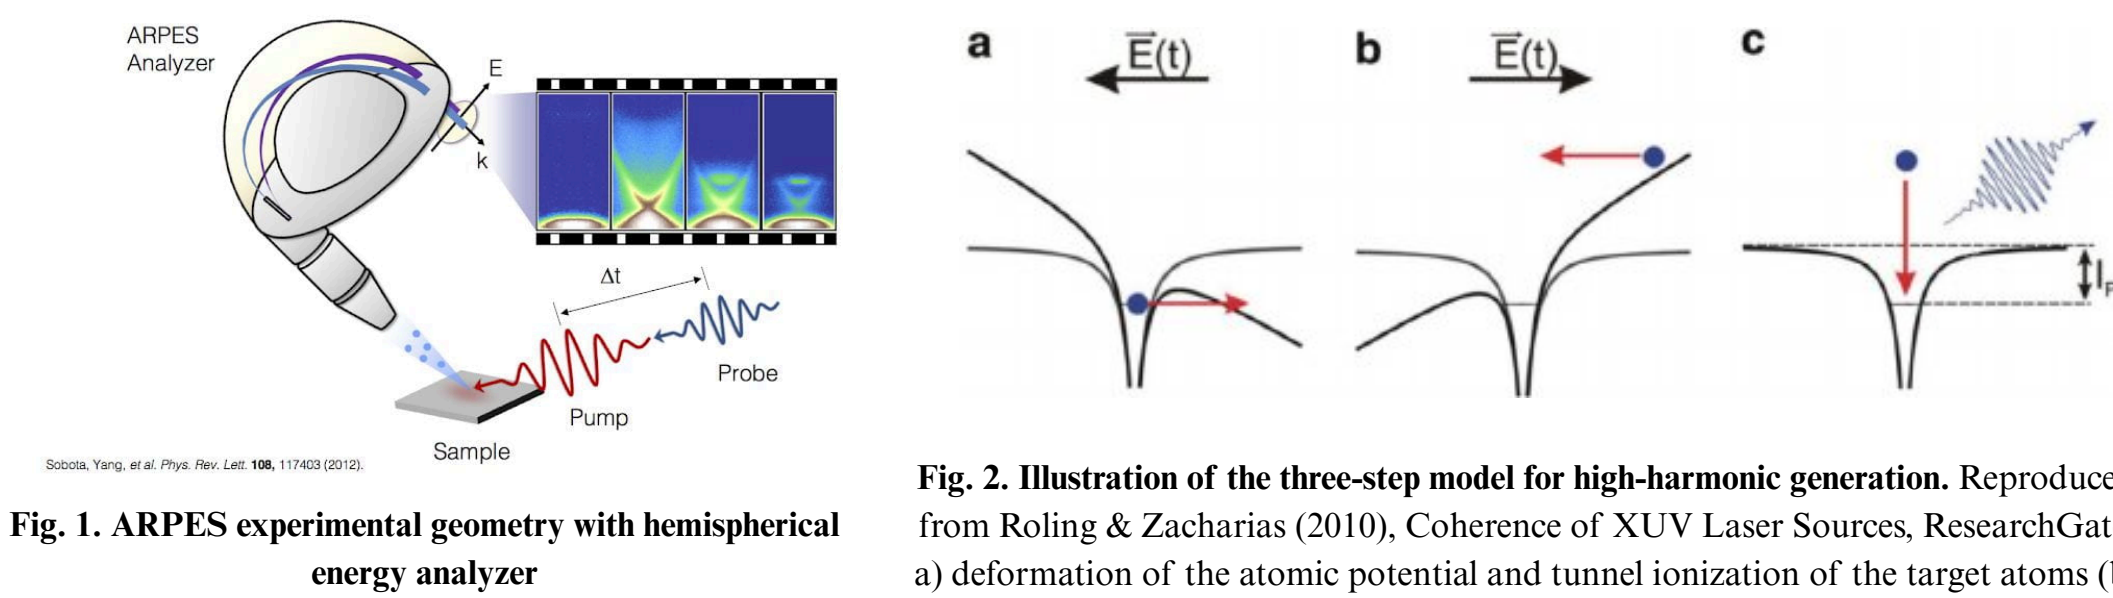 ARPES
Analyzer
E
k
Δt
Probe
Pump
Sample
Sobota, Yang, et al. Phys. Rev. Lett. 108, 117403 (2012).
Fig. 1. ARPES experimental geometry with hemispherical
energy analyzer
a
E(t)
b
E(t)
c
I
Fig. 2. Illustration of the three-step model for high-harmonic generation. Reproduce
from Roling & Zacharias (2010), Coherence of XUV Laser Sources, ResearchGat
a) deformation of the atomic potential and tunnel ionization of the target atoms (